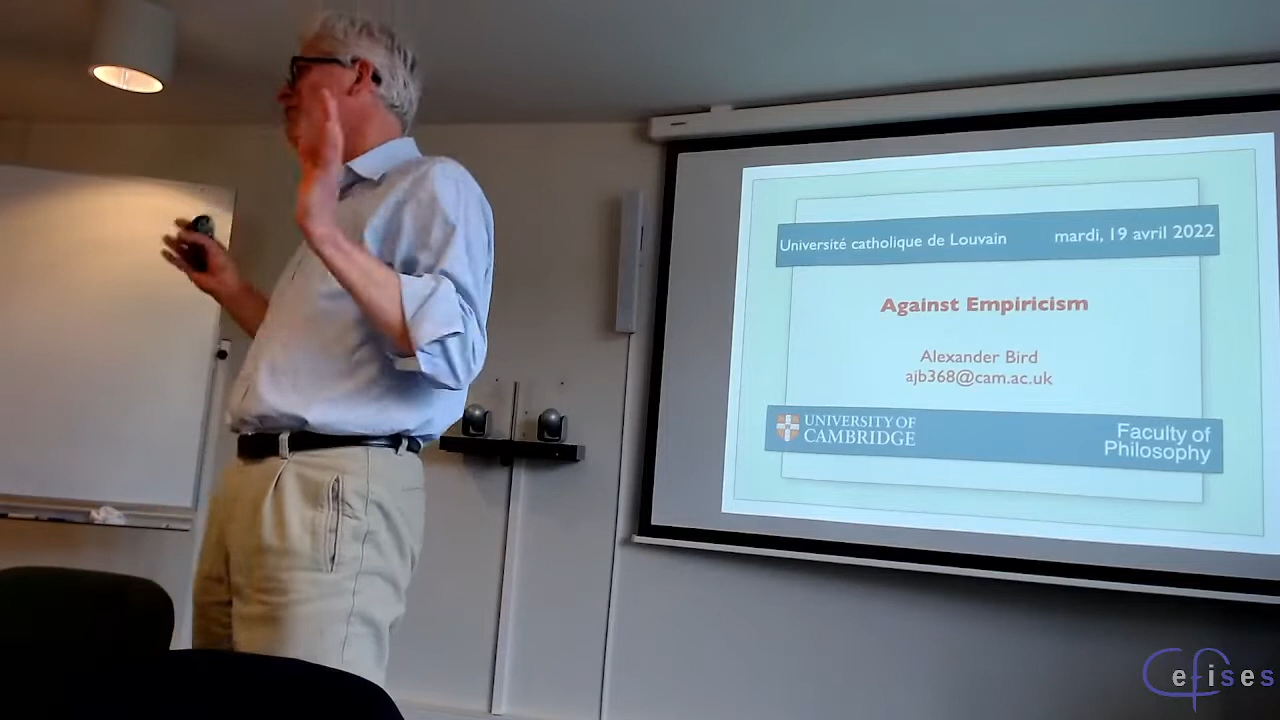 Université catholique de Louvain mardi, 19 avril 2022
Against Empiricism
Alexander Bird
ajb368@cam.ac.uk
UNIVERSITY OF
CAMBRIDGE
Faculty of
Philosophy
Cefises